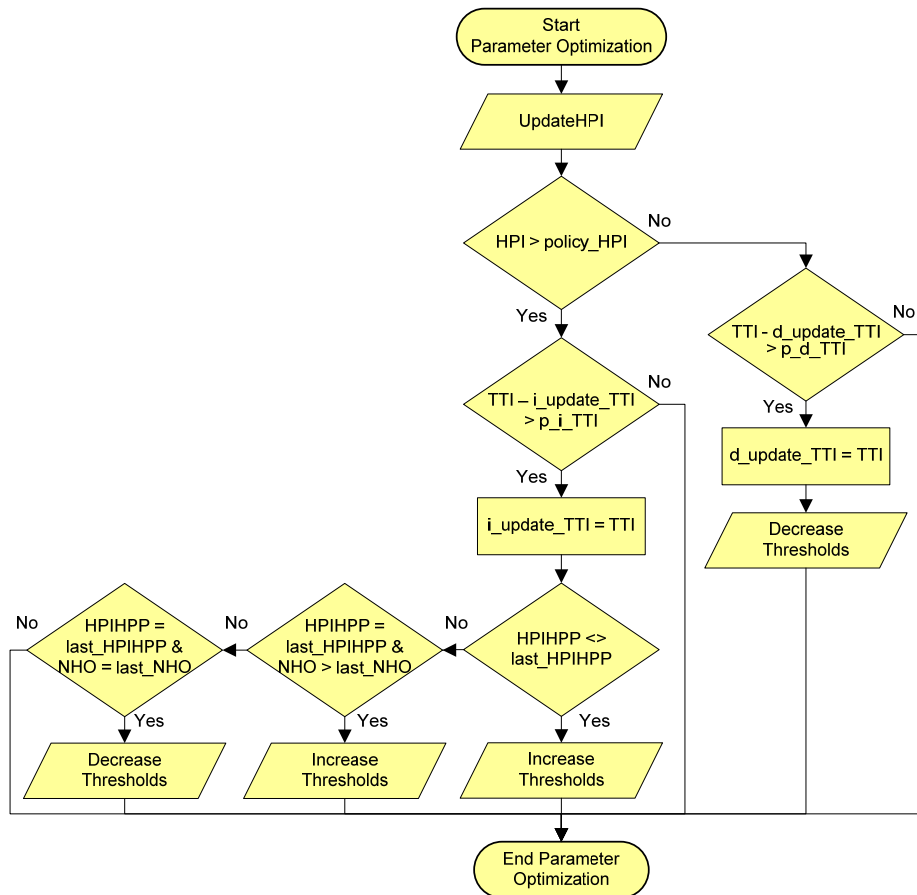 Start
Parameter Optimization
UpdateHPI
HPI > policy_HPI
No
Yes
TTI - d_update_TTI
> p_d_TTI
No
Yes
TTI – i_update_TTI
> p_i_TTI
No
Yes
d_update_TTI = TTI
i_update_TTI = TTI
Decrease
Thresholds
HPIHPP =
last_HPIHPP &
NHO = last_NHO
No
Yes
HPIHPP =
last_HPIHPP &
NHO > last_NHO
No
Yes
HPIHPP <>
last_HPIHPP
No
Yes
Decrease
Thresholds
Increase
Thresholds
Increase
Thresholds
End Parameter
Optimization